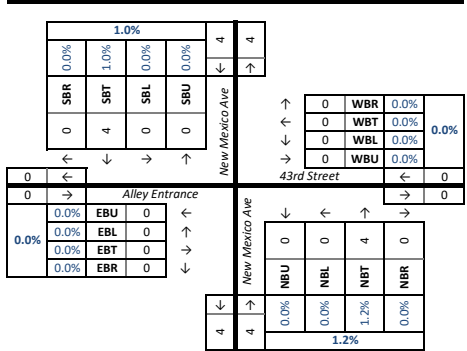 1.0%
4 4
0.0% 1.0% 0.0% 0.0%
↓ ↑
SBR SBT SBL SBU
0 4 0 0
← ↓ → ↑
New Mexico Ave
↑ 0 WBR 0.0%
← 0 WBT 0.0%
↓ 0 WBL 0.0%
→ 0 WBU 0.0%
0.0%
0 ←
43rd Street ← 0
0 → Alley Entrance
→ 0
0.0%
0.0% EBU 0 ←
0.0% EBL 0 ↑
0.0% EBT 0 →
0.0% EBR 0 ↓
New Mexico Ave
↓ ← ↑ →
0 0 4 0
NBU NBL NBT NBR
↓ ↑
0.0% 0.0% 1.2% 0.0%
4 4
1.2%